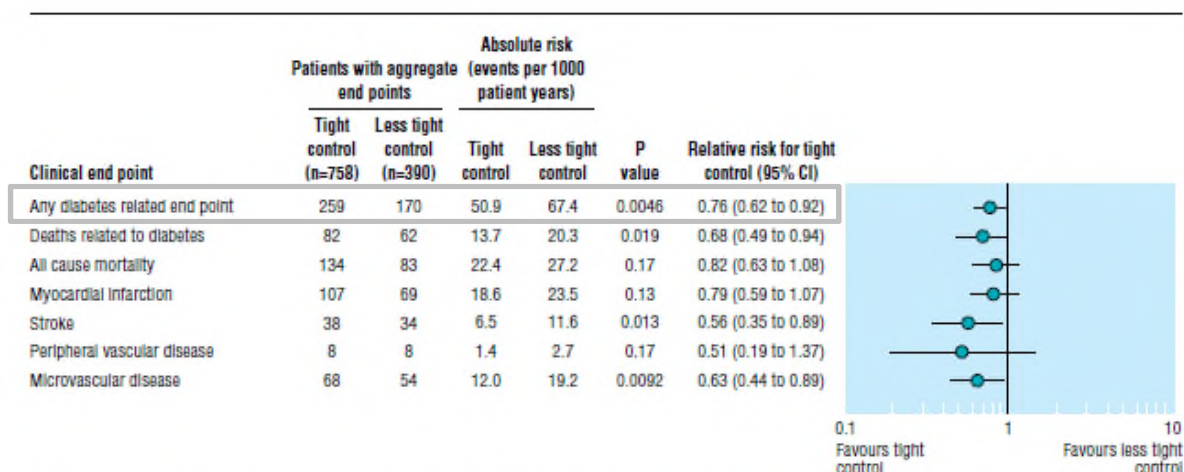 Absolute risk
Patients with aggregate (events per 1000
end points patient years)
Tight Less tight
control control Tight Less tight P Relative risk for tight
Clinical end point (n=758) (n=390) control control value control (95% CI)
Any diabetes related end point 259 170 50.9 67.4 0.0046 0.76 (0.62 to 0.92)
Deaths related to diabetes 82 62 13.7 20.3 0.019 0.68 (0.49 to 0.94)
All cause mortality 134 83 22.4 27.2 0.17 0.82 (0.63 to 1.08)
Myocardial infarction 107 69 18.6 23.5 0.13 0.79 (0.59 to 1.07)
Stroke 38 34 6.5 11.6 0.013 0.56 (0.35 to 0.89)
Peripheral vascular disease 8 8 1.4 2.7 0.17 0.51 (0.19 to 1.37)
Microvascular disease 68 54 12.0 19.2 0.0092 0.63 (0.44 to 0.89)
0.1 1 10
Favours tight Favours less tight
control control